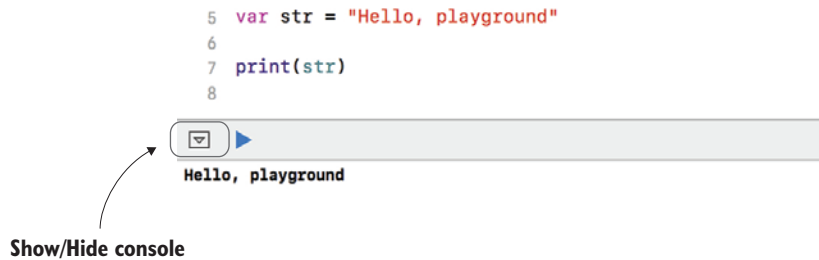 5 var str = "Hello, playground"
6
7 print(str)
8
Hello, playground
Show/Hide console